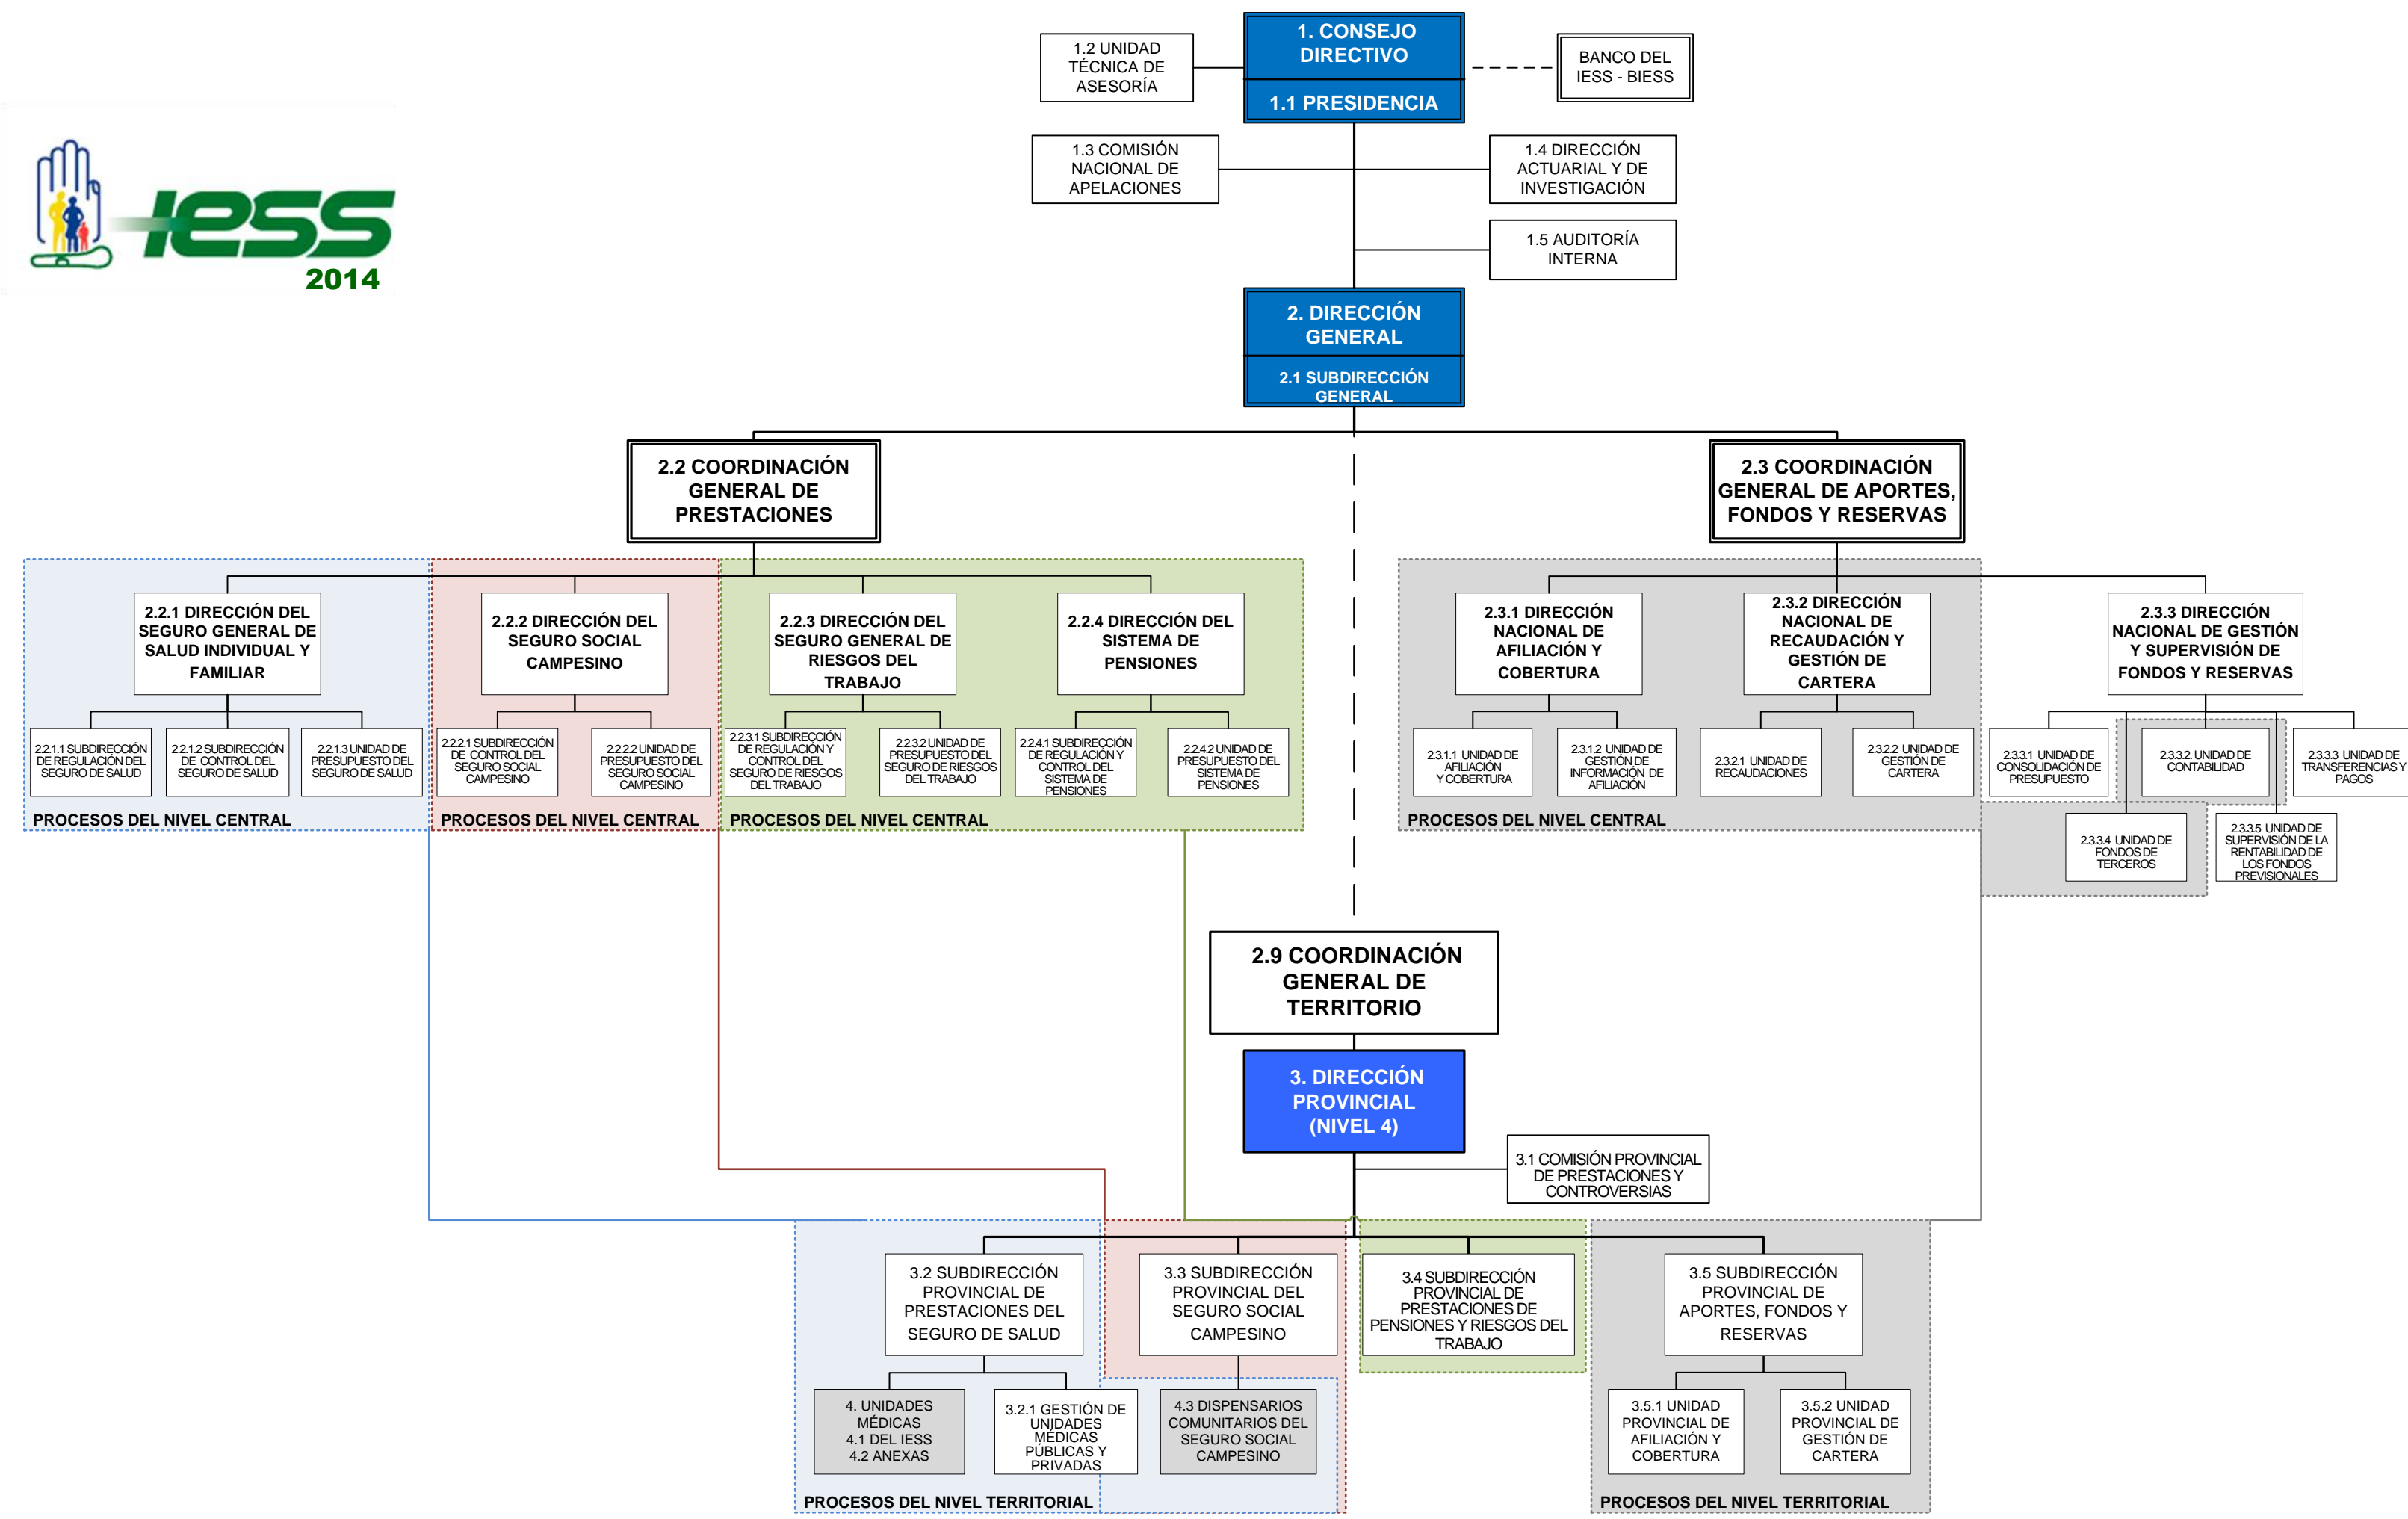 1. CONSEJO
DIRECTIVO
1.1 PRESIDENCIA
1.2 UNIDAD
TÉCNICA DE
ASESORÍA
BANCO DEL
IESS - BIESS
1.3 COMISIÓN
NACIONAL DE
APELACIONES
1.4 DIRECCIÓN
ACTUARIAL Y DE
INVESTIGACIÓN
1.5 AUDITORÍA
INTERNA
IESS
2014
2. DIRECCIÓN
GENERAL
2.1 SUBDIRECCIÓN
GENERAL
2.2 COORDINACIÓN
GENERAL DE
PRESTACIONES
2.3 COORDINACIÓN
GENERAL DE APORTES,
FONDOS Y RESERVAS
2.2.1 DIRECCIÓN DEL
SEGURO GENERAL DE
SALUD INDIVIDUAL Y
FAMILIAR
2.2.2 DIRECCIÓN DEL
SEGURO SOCIAL
CAMPESINO
2.2.3 DIRECCIÓN DEL
SEGURO GENERAL DE
RIESGOS DEL
TRABAJO
2.2.4 DIRECCIÓN DEL
SISTEMA DE
PENSIONES
2.3.1 DIRECCIÓN
NACIONAL DE
AFILIACIÓN Y
COBERTURA
2.3.2 DIRECCIÓN
NACIONAL DE
RECAUDACIÓN Y
GESTIÓN DE
CARTERA
2.3.3 DIRECCIÓN
NACIONAL DE GESTIÓN
Y SUPERVISIÓN DE
FONDOS Y RESERVAS
2.2.1.1 SUBDIRECCIÓN
DE REGULACIÓN DEL
SEGURO DE SALUD
2.2.1.2 SUBDIRECCIÓN
DE CONTROL DEL
SEGURO DE SALUD
2.2.1.3 UNIDAD DE
PRESUPUESTO DEL
SEGURO DE SALUD
2.2.2.1 SUBDIRECCIÓN
DE CONTROL DEL
SEGURO SOCIAL
CAMPESINO
2.2.2.2 UNIDAD DE
PRESUPUESTO DEL
SEGURO SOCIAL
CAMPESINO
2.2.3.1 SUBDIRECCIÓN
DE REGULACIÓN Y
CONTROL DEL
SEGURO DE RIESGOS
DEL TRABAJO
2.2.3.2 UNIDAD DE
PRESUPUESTO DEL
SEGURO DE RIESGOS
DEL TRABAJO
2.2.4.1 SUBDIRECCIÓN
DE REGULACIÓN Y
CONTROL DEL
SISTEMA DE
PENSIONES
2.2.4.2 UNIDAD DE
PRESUPUESTO DEL
SISTEMA DE
PENSIONES
2.3.1.1 UNIDAD DE
AFILIACIÓN
Y COBERTURA
2.3.1.2 UNIDAD DE
GESTIÓN DE
INFORMACIÓN DE
AFILIACIÓN
2.3.2.1 UNIDAD DE
RECAUDACIONES
2.3.2.2 UNIDAD DE
GESTIÓN DE
CARTERA
2.3.3.1 UNIDAD DE
CONSOLIDACIÓN DE
PRESUPUESTO
2.3.3.2. UNIDAD DE
CONTABILIDAD
2.3.3.3 UNIDAD DE
TRANSFERENCIAS Y
PAGOS
PROCESOS DEL NIVEL CENTRAL
PROCESOS DEL NIVEL CENTRAL
PROCESOS DEL NIVEL CENTRAL
PROCESOS DEL NIVEL CENTRAL
2.3.3.4 UNIDAD DE
FONDOS DE
TERCEROS
2.3.3.5 UNIDAD DE
SUPERVISIÓN DE LA
RENTABILIDAD DE
LOS FONDOS
PREVISIONALES
2.9 COORDINACIÓN
GENERAL DE
TERRITORIO
3. DIRECCIÓN
PROVINCIAL
(NIVEL 4)
3.1 COMISIÓN PROVINCIAL
DE PRESTACIONES Y
CONTROVERSIAS
3.2 SUBDIRECCIÓN
PROVINCIAL DE
PRESTACIONES DEL
SEGURO DE SALUD
3.3 SUBDIRECCIÓN
PROVINCIAL DEL
SEGURO SOCIAL
CAMPESINO
3.4 SUBDIRECCIÓN
PROVINCIAL DE
PRESTACIONES DE
PENSIONES Y RIESGOS DEL
TRABAJO
3.5 SUBDIRECCIÓN
PROVINCIAL DE
APORTES, FONDOS Y
RESERVAS
4. UNIDADES
MÉDICAS
4.1 DEL IESS
4.2 ANEXAS
3.2.1 GESTIÓN DE
UNIDADES
MÉDICAS
PÚBLICAS Y
PRIVADAS
4.3 DISPENSARIOS
COMUNITARIOS DEL
SEGURO SOCIAL
CAMPESINO
3.5.1 UNIDAD
PROVINCIAL DE
AFILIACIÓN Y
COBERTURA
3.5.2 UNIDAD
PROVINCIAL DE
GESTIÓN DE
CARTERA
PROCESOS DEL NIVEL TERRITORIAL
PROCESOS DEL NIVEL TERRITORIAL